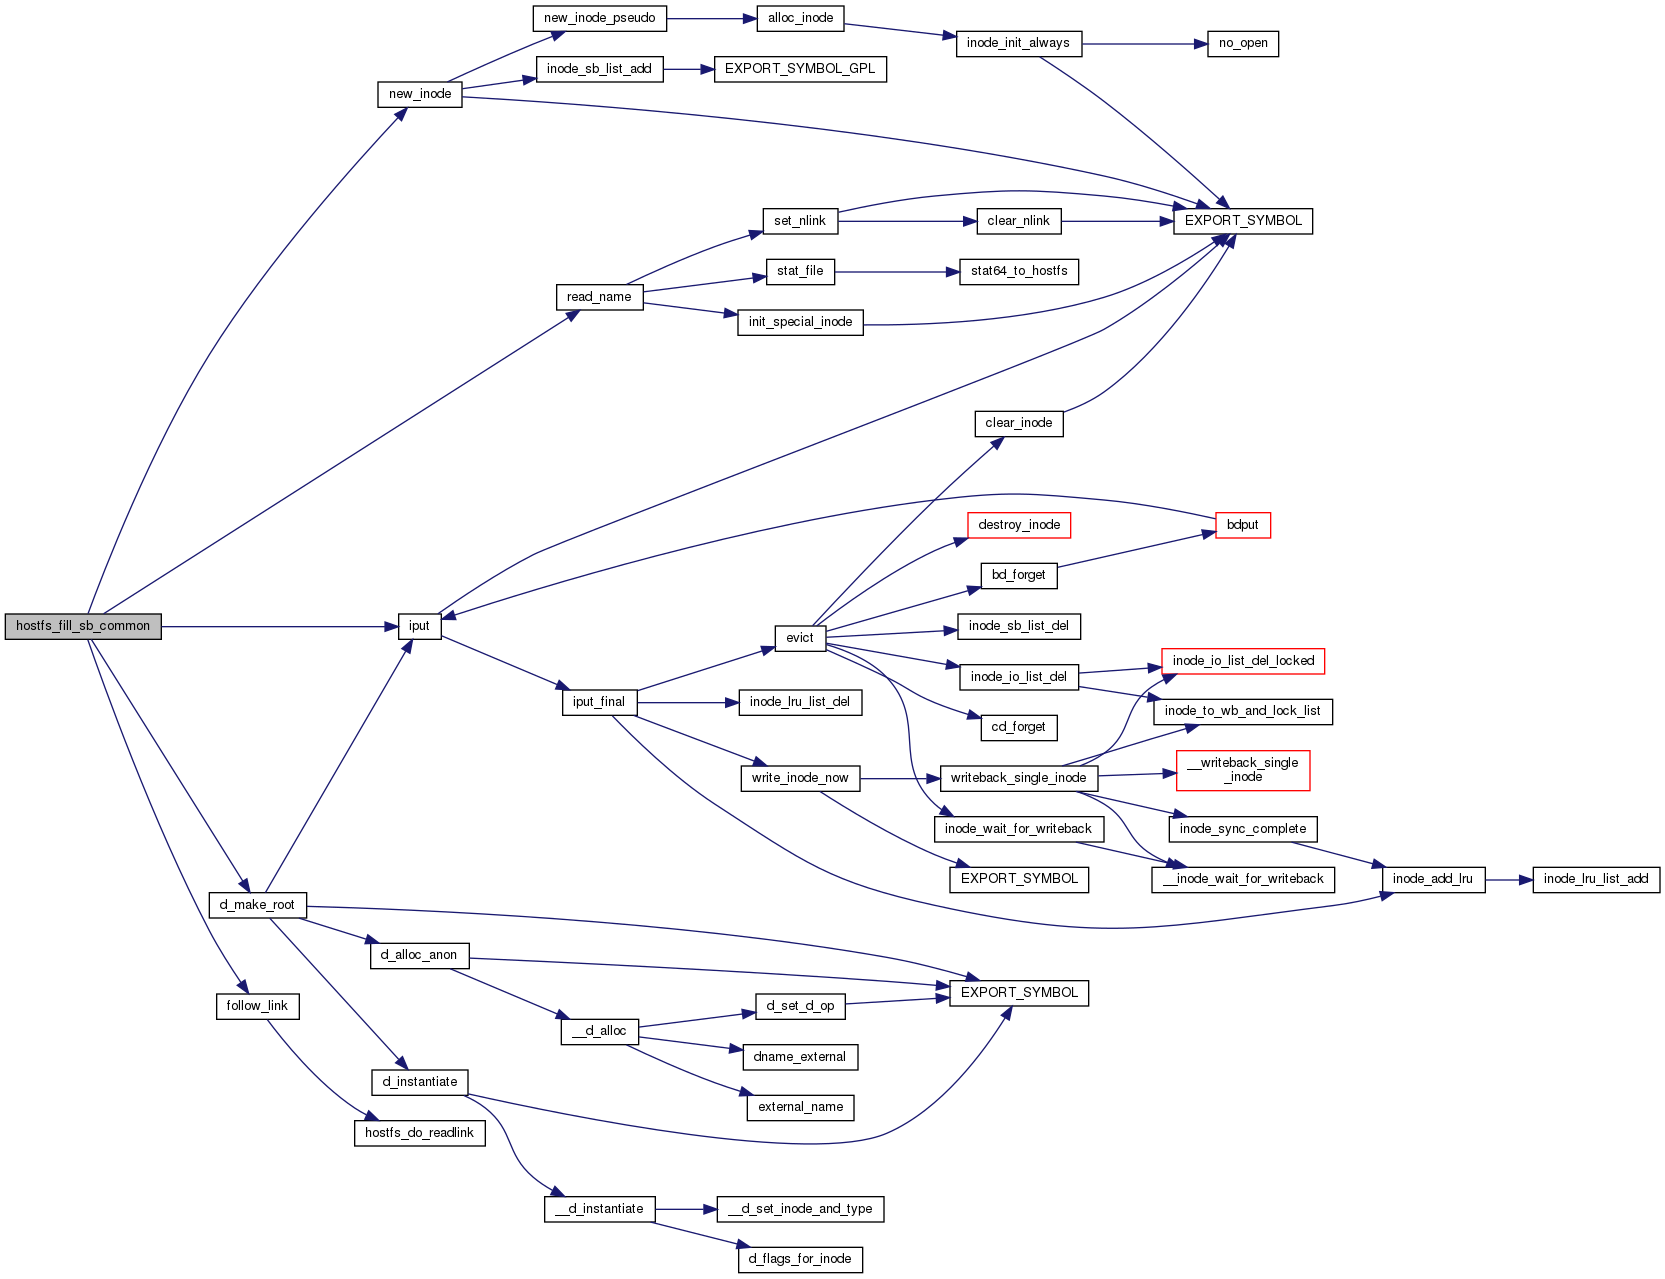 new_inode_pseudo
alloc_inode
inode_init_always
no_open
inode_sb_list_add
EXPORT_SYMBOL_GPL
new_inode
set_nlink
clear_nlink
EXPORT_SYMBOL
stat_file
stat64_to_hostfs
read_name
init_special_inode
clear_inode
destroy_inode
bdput
bd_forget
hostfs_fill_sb_common
iput
evict
inode_sb_list_del
inode_io_list_del
inode_io_list_del_locked
iput_final
inode_lru_list_del
inode_to_wb_and_lock_list
cd_forget
write_inode_now
writeback_single_inode
__writeback_single
_inode
inode_wait_for_writeback
inode_sync_complete
EXPORT_SYMBOL
__inode_wait_for_writeback
inode_add_lru
inode_lru_list_add
d_make_root
d_alloc_anon
follow_link
d_set_d_op
EXPORT_SYMBOL
__d_alloc
dname_external
d_instantiate
external_name
hostfs_do_readlink
__d_instantiate
__d_set_inode_and_type
d_flags_for_inode